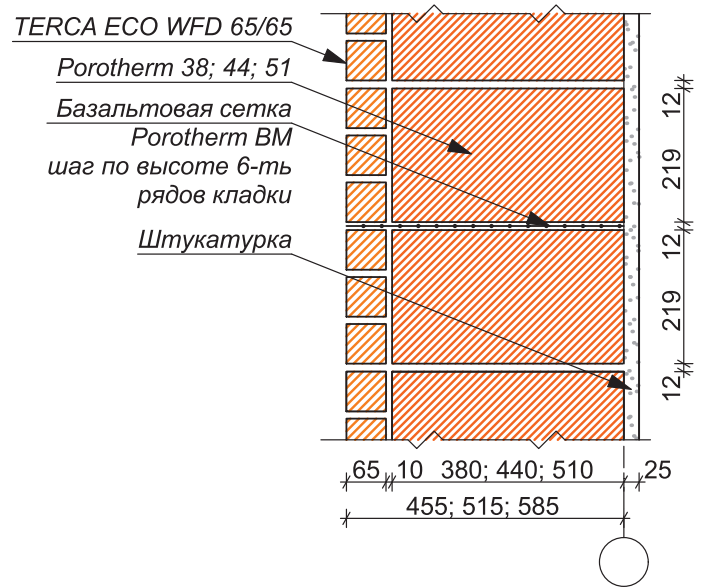 TERCA ECO WFD 65/65
Porotherm 38; 44; 51
Базальтовая сетка
Porotherm BM
шаг по высоте 6-ть
рядов кладки
Штукатурка
12
219
12
219
12
65 10 380; 440; 510 25
455; 515; 585